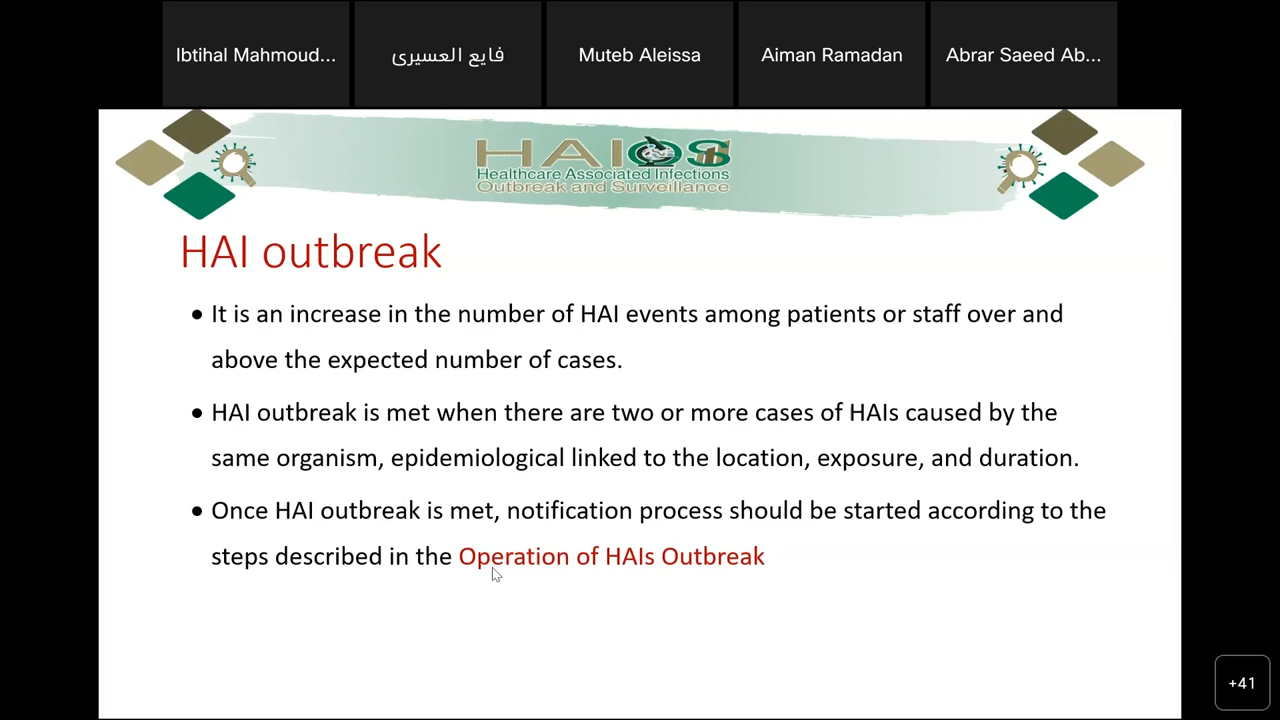 Ibtihal Mahmoud...
فايع العسيرى
Muteb Aleissa
Aiman Ramadan
Abrar Saeed Ab...
HAIOS
Healthcare Associated Infections
Outbreak and Surveillance
HAI outbreak
• It is an increase in the number of HAI events among patients or staff over and
above the expected number of cases.
• HAI outbreak is met when there are two or more cases of HAIs caused by the
same organism, epidemiological linked to the location, exposure, and duration.
• Once HAI outbreak is met, notification process should be started according to the
steps described in the Operation of HAIs Outbreak
+41